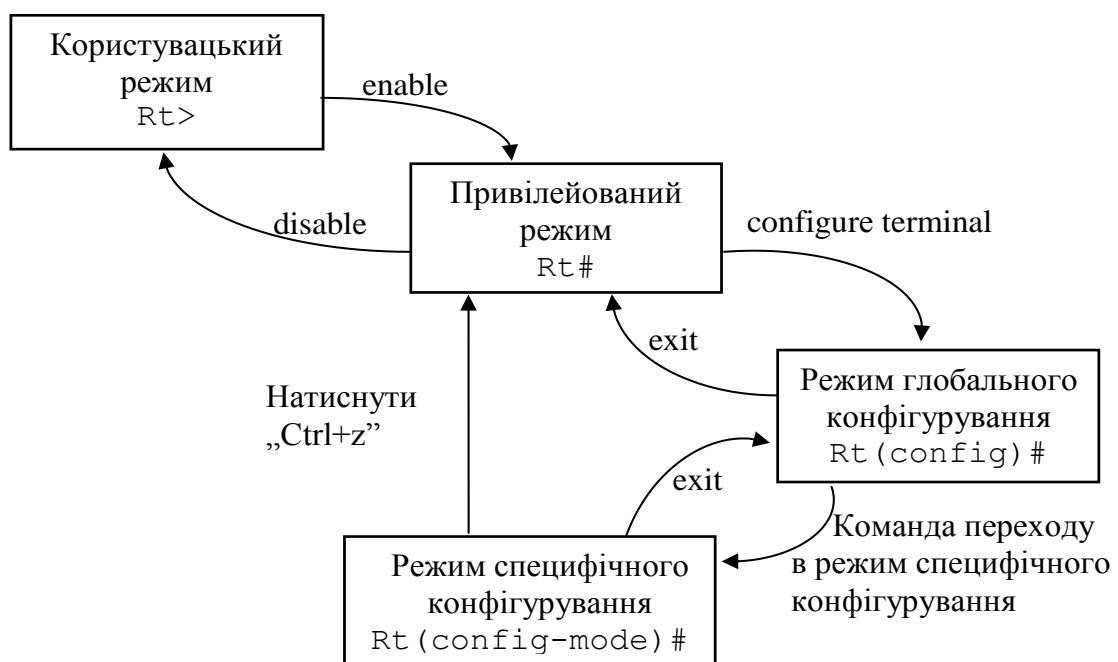 Користувацький
режим
Rt>
enable
Привілейований
режим
Rt#
disable
configure terminal
exit
Режим глобального
конфігурування
Rt(config)#
Натиснути
„Ctrl+z”
exit
Команда переходу
в режим специфічного
конфігурування
Режим специфічного
конфігурування
Rt(config-mode)#